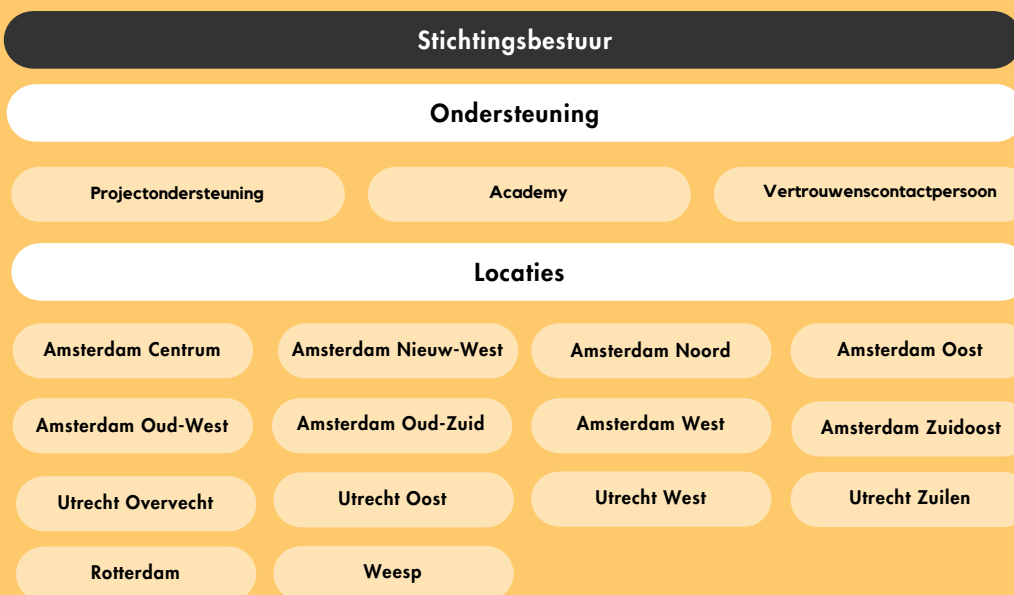 Stichtingsbestuur
Ondersteuning
Projectondersteuning
Academy
Vertrouwenscontactpersoon
Locaties
Amsterdam Centrum
Amsterdam Nieuw-West
Amsterdam Noord
Amsterdam Oost
Amsterdam Oud-West
Amsterdam Oud-Zuid
Amsterdam West
Amsterdam Zuidoost
Utrecht Overvecht
Utrecht Oost
Utrecht West
Utrecht Zuilen
Rotterdam
Weesp